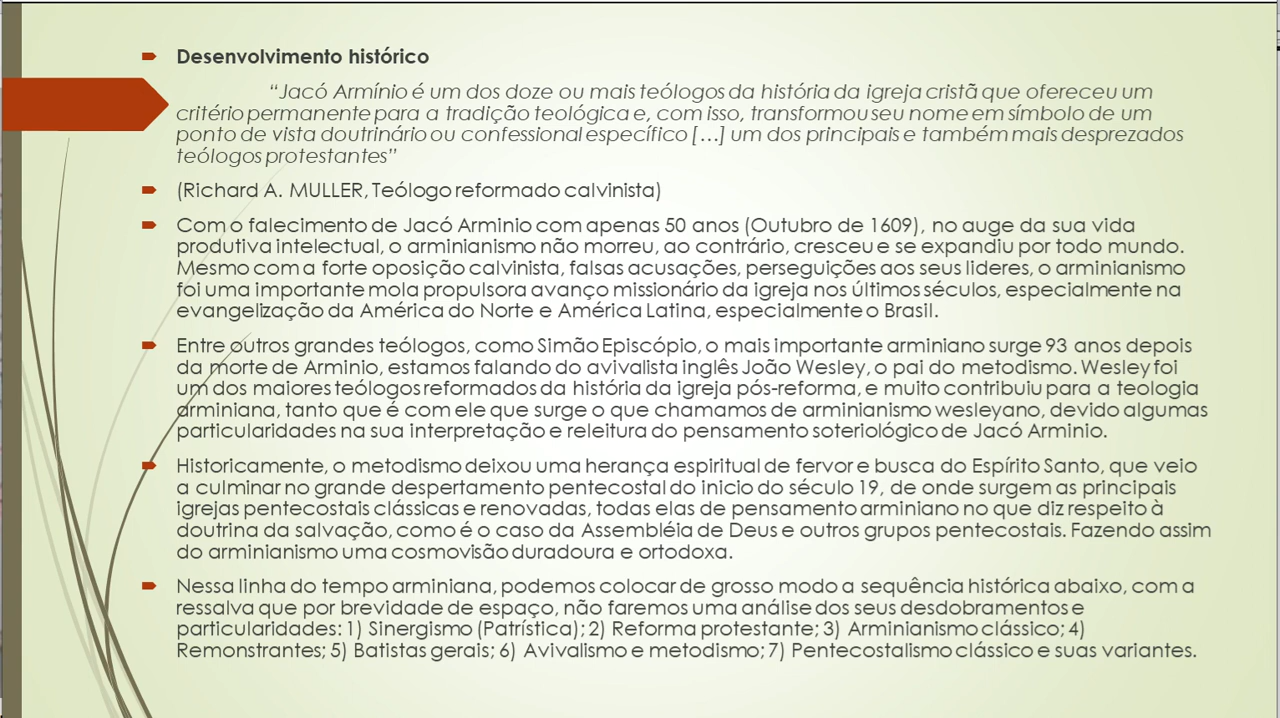 Desenvolvimento histórico
“Jacó Armínio é um dos doze ou mais teólogos da história da igreja cristã que ofereceu um
critério permanente para a tradição teológica e, com isso, transformou seu nome em símbolo de um
ponto de vista doutrinário ou confessional específico […] um dos principais e também mais desprezados
teólogos protestantes”
(Richard A. MULLER, Teólogo reformado calvinista)
Com o falecimento de Jacó Arminio com apenas 50 anos (Outubro de 1609), no auge da sua vida
produtiva intelectual, o arminianismo não morreu, ao contrário, cresceu e se expandiu por todo mundo.
Mesmo com a forte oposição calvinista, falsas acusações, perseguições aos seus lideres, o arminianismo
foi uma importante mola propulsora avanço missionário da igreja nos últimos séculos, especialmente na
evangelização da América do Norte e América Latina, especialmente o Brasil.
Entre outros grandes teólogos, como Simão Episcópio, o mais importante arminiano surge 93 anos depois
da morte de Arminio, estamos falando do avivalista inglês João Wesley, o pai do metodismo. Wesley foi
um dos maiores teólogos reformados da história da igreja pós-reforma, e muito contribuiu para a teologia
arminiana, tanto que é com ele que surge o que chamamos de arminianismo wesleyano, devido algumas
particularidades na sua interpretação e releitura do pensamento soteriológico de Jacó Arminio.
Historicamente, o metodismo deixou uma herança espiritual de fervor e busca do Espírito Santo, que veio
a culminar no grande despertamento pentecostal do inicio do século 19, de onde surgem as principais
igrejas pentecostais clássicas e renovadas, todas elas de pensamento arminiano no que diz respeito à
doutrina da salvação, como é o caso da Assembléia de Deus e outros grupos pentecostais. Fazendo assim
do arminianismo uma cosmovisão duradoura e ortodoxa.
Nessa linha do tempo arminiana, podemos colocar de grosso modo a sequência histórica abaixo, com a
ressalva que por brevidade de espaço, não faremos uma análise dos seus desdobramentos e
particularidades: 1) Sinergismo (Patrística); 2) Reforma protestante; 3) Arminianismo clássico; 4)
Remonstrantes; 5) Batistas gerais; 6) Avivalismo e metodismo; 7) Pentecostalismo clássico e suas variantes.